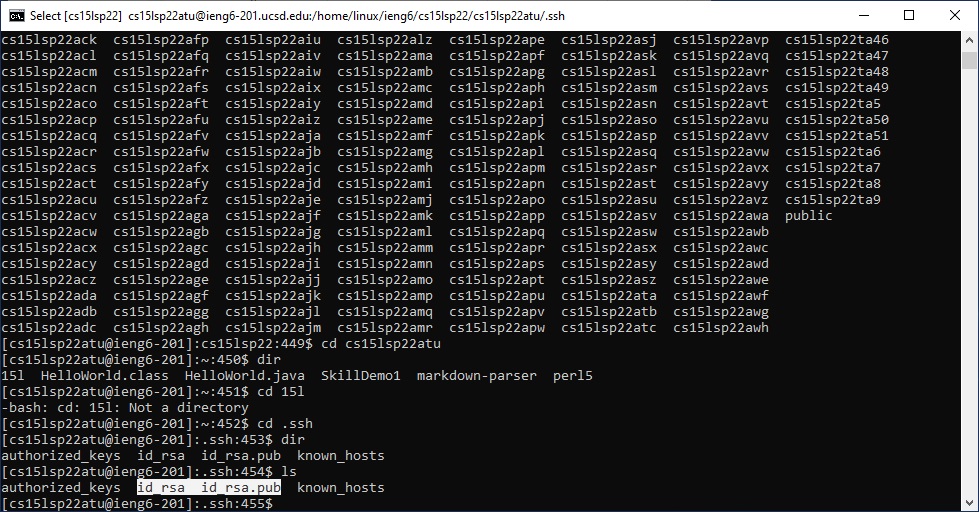 Select [cs15lsp22] cs15lsp22atu@ieng6-201.ucsd.edu:/home/linux/ieng6/cs15lsp22/cs15lsp22atu/.ssh
cs15lsp22ack cs15lsp22afp cs15lsp22aiu cs15lsp22alz cs15lsp22ape cs15lsp22asj cs15lsp22avp cs15lsp22ta46
cs15lsp22acl cs15lsp22afq cs15lsp22aiv cs15lsp22ama cs15lsp22apf cs15lsp22ask cs15lsp22avq cs15lsp22ta47
cs15lsp22acm cs15lsp22afr cs15lsp22aiw cs15lsp22amb cs15lsp22apg cs15lsp22asl cs15lsp22avr cs15lsp22ta48
cs15lsp22acn cs15lsp22afs cs15lsp22aix cs15lsp22amc cs15lsp22aph cs15lsp22asm cs15lsp22avs cs15lsp22ta49
cs15lsp22aco cs15lsp22aft cs15lsp22aiy cs15lsp22amd cs15lsp22api cs15lsp22asn cs15lsp22avt cs15lsp22ta5
cs15lsp22acp cs15lsp22afu cs15lsp22aiz cs15lsp22ame cs15lsp22apj cs15lsp22aso cs15lsp22avu cs15lsp22ta50
cs15lsp22acq cs15lsp22afv cs15lsp22aja cs15lsp22amf cs15lsp22apk cs15lsp22asp cs15lsp22avv cs15lsp22ta51
cs15lsp22acr cs15lsp22afw cs15lsp22ajb cs15lsp22amg cs15lsp22apl cs15lsp22asq cs15lsp22avw cs15lsp22ta6
cs15lsp22acs cs15lsp22afx cs15lsp22ajc cs15lsp22amh cs15lsp22apm cs15lsp22asr cs15lsp22avx cs15lsp22ta7
cs15lsp22act cs15lsp22afy cs15lsp22ajd cs15lsp22ami cs15lsp22apn cs15lsp22ast cs15lsp22avy cs15lsp22ta8
cs15lsp22acu cs15lsp22afz cs15lsp22aje cs15lsp22amj cs15lsp22apo cs15lsp22asu cs15lsp22avz cs15lsp22ta9
cs15lsp22acv cs15lsp22aga cs15lsp22ajf cs15lsp22amk cs15lsp22app cs15lsp22asv cs15lsp22awa public
cs15lsp22acw cs15lsp22agb cs15lsp22ajg cs15lsp22aml cs15lsp22apq cs15lsp22asw cs15lsp22awb
cs15lsp22acx cs15lsp22agc cs15lsp22ajh cs15lsp22amm cs15lsp22apr cs15lsp22asx cs15lsp22awc
cs15lsp22acy cs15lsp22agd cs15lsp22aji cs15lsp22amn cs15lsp22aps cs15lsp22asy cs15lsp22awd
cs15lsp22acz cs15lsp22age cs15lsp22ajj cs15lsp22amo cs15lsp22apt cs15lsp22asz cs15lsp22awe
cs15lsp22ada cs15lsp22agf cs15lsp22ajk cs15lsp22amp cs15lsp22apu cs15lsp22ata cs15lsp22awf
cs15lsp22adb cs15lsp22agg cs15lsp22ajl cs15lsp22amq cs15lsp22apv cs15lsp22atb cs15lsp22awg
cs15lsp22adc cs15lsp22agh cs15lsp22ajm cs15lsp22amr cs15lsp22apw cs15lsp22atc cs15lsp22awh
[cs15lsp22atu@ieng6-201]:cs15lsp22:449$ cd cs15lsp22atu
[cs15lsp22atu@ieng6-201]:~:450$ dir
15l HelloWorld.class HelloWorld.java SkillDemo1 markdown-parser perl5
[cs15lsp22atu@ieng6-201]:~:451$ cd 15l
-bash: cd: 15l: Not a directory
[cs15lsp22atu@ieng6-201]:~:452$ cd .ssh
[cs15lsp22atu@ieng6-201]:.ssh:453$ dir
authorized_keys id_rsa id_rsa.pub known_hosts
[cs15lsp22atu@ieng6-201]:.ssh:454$ ls
authorized_keys id_rsa id_rsa.pub known_hosts
[cs15lsp22atu@ieng6-201]:.ssh:455$